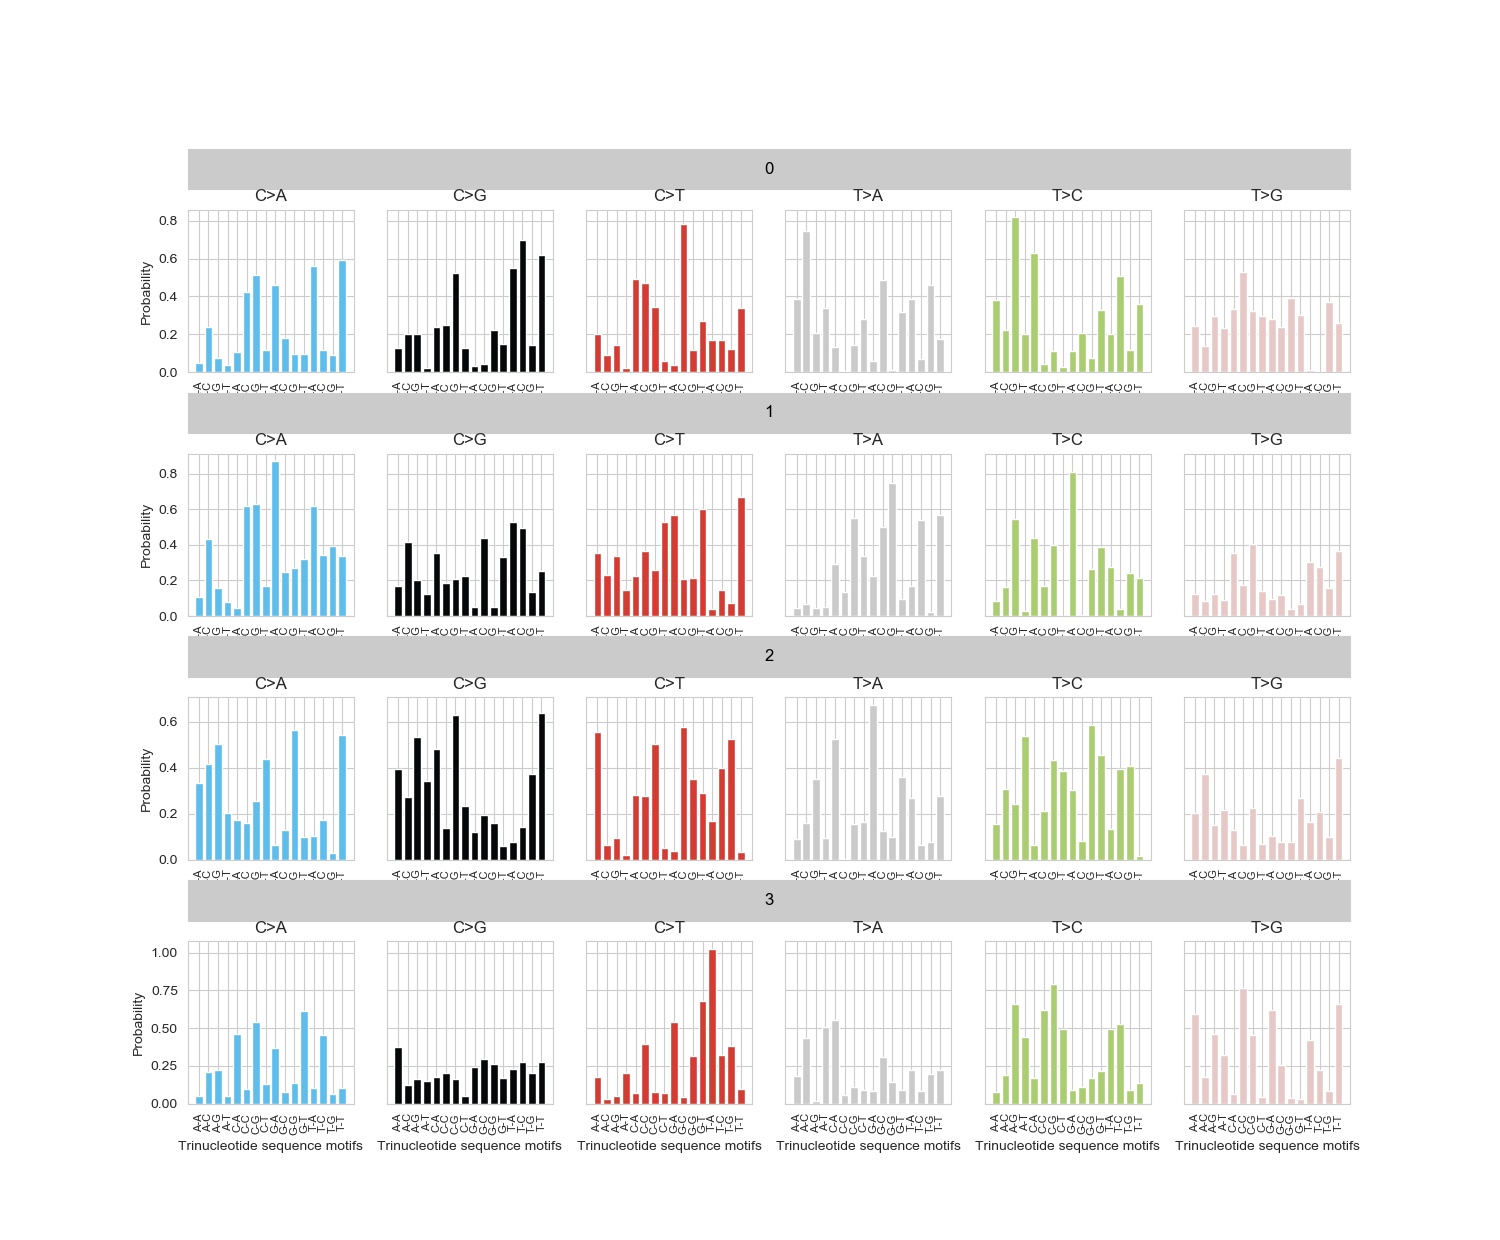 0
C>A C>G C>T T>A T>C T>G
0.8
0.6
0.4
0.2
0.0
Probability
1
C>A C>G C>T T>A T>C T>G
0.8
0.6
0.4
0.2
0.0
Probability
2
C>A C>G C>T T>A T>C T>G
0.6
0.4
0.2
0.0
Probability
3
C>A C>G C>T T>A T>C T>G
1.00
0.75
0.50
0.25
0.00
Probability
A-A A-C A-G A-T C-A C-C C-G C-T G-A G-C G-G G-T T-A T-C T-G T-T
A-A A-C A-G A-T C-A C-C C-G C-T G-A G-C G-G G-T T-A T-C T-G T-T
A-A A-C A-G A-T C-A C-C C-G C-T G-A G-C G-G G-T T-A T-C T-G T-T
A-A A-C A-G A-T C-A C-C C-G C-T G-A G-C G-G G-T T-A T-C T-G T-T
A-A A-C A-G A-T C-A C-C C-G C-T G-A G-C G-G G-T T-A T-C T-G T-T
A-A A-C A-G A-T C-A C-C C-G C-T G-A G-C G-G G-T T-A T-C T-G T-T
Trinucleotide sequence motifs Trinucleotide sequence motifs Trinucleotide sequence motifs Trinucleotide sequence motifs Trinucleotide sequence motifs Trinucleotide sequence motifs